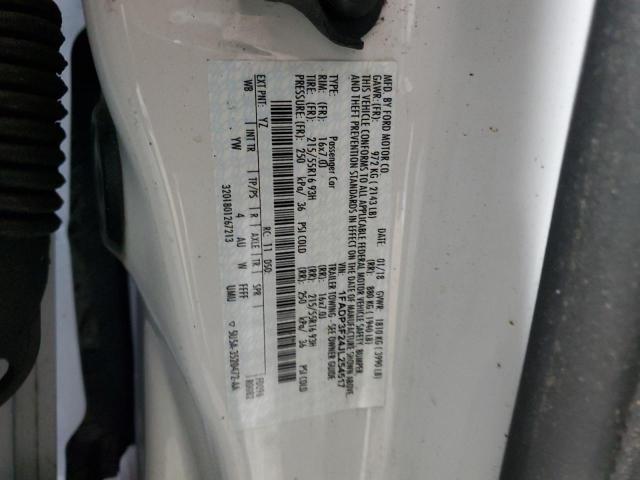 MFD. BY FORD MOTOR CO.
DATE: 01/18 GVWR: 1810 KG (3990 LB)
GAWR: (FR) 972 KG (2143 LB) (RR) 880 KG (1940 LB)
THIS VEHICLE CONFORMS TO ALL APPLICABLE FEDERAL MOTOR VEHICLE SAFETY, BUMPER
AND THEFT PREVENTION STANDARDS IN EFFECT ON THE DATE OF MANUFACTURE SHOWN ABOVE.
VIN: 1FADP3F24JL254517
TYPE: Passenger Car TRAILER TOWING - SEE OWNER GUIDE
RIM: (FR) 16x7.0J (RR) 16x7.0J
TIRE: (FR) 215/55R16 93H (RR) 215/55R16 93H
PRESSURE: (FR) 250 kPa/ 36 PSI COLD (RR) 250 kPa/ 36 PSI COLD
EXT PNT: YZ RC: 11 DSO:
WB INT TR TP/PS R AXLE TR SPR
YW 4 AU W FFFF UMU
3201801267213